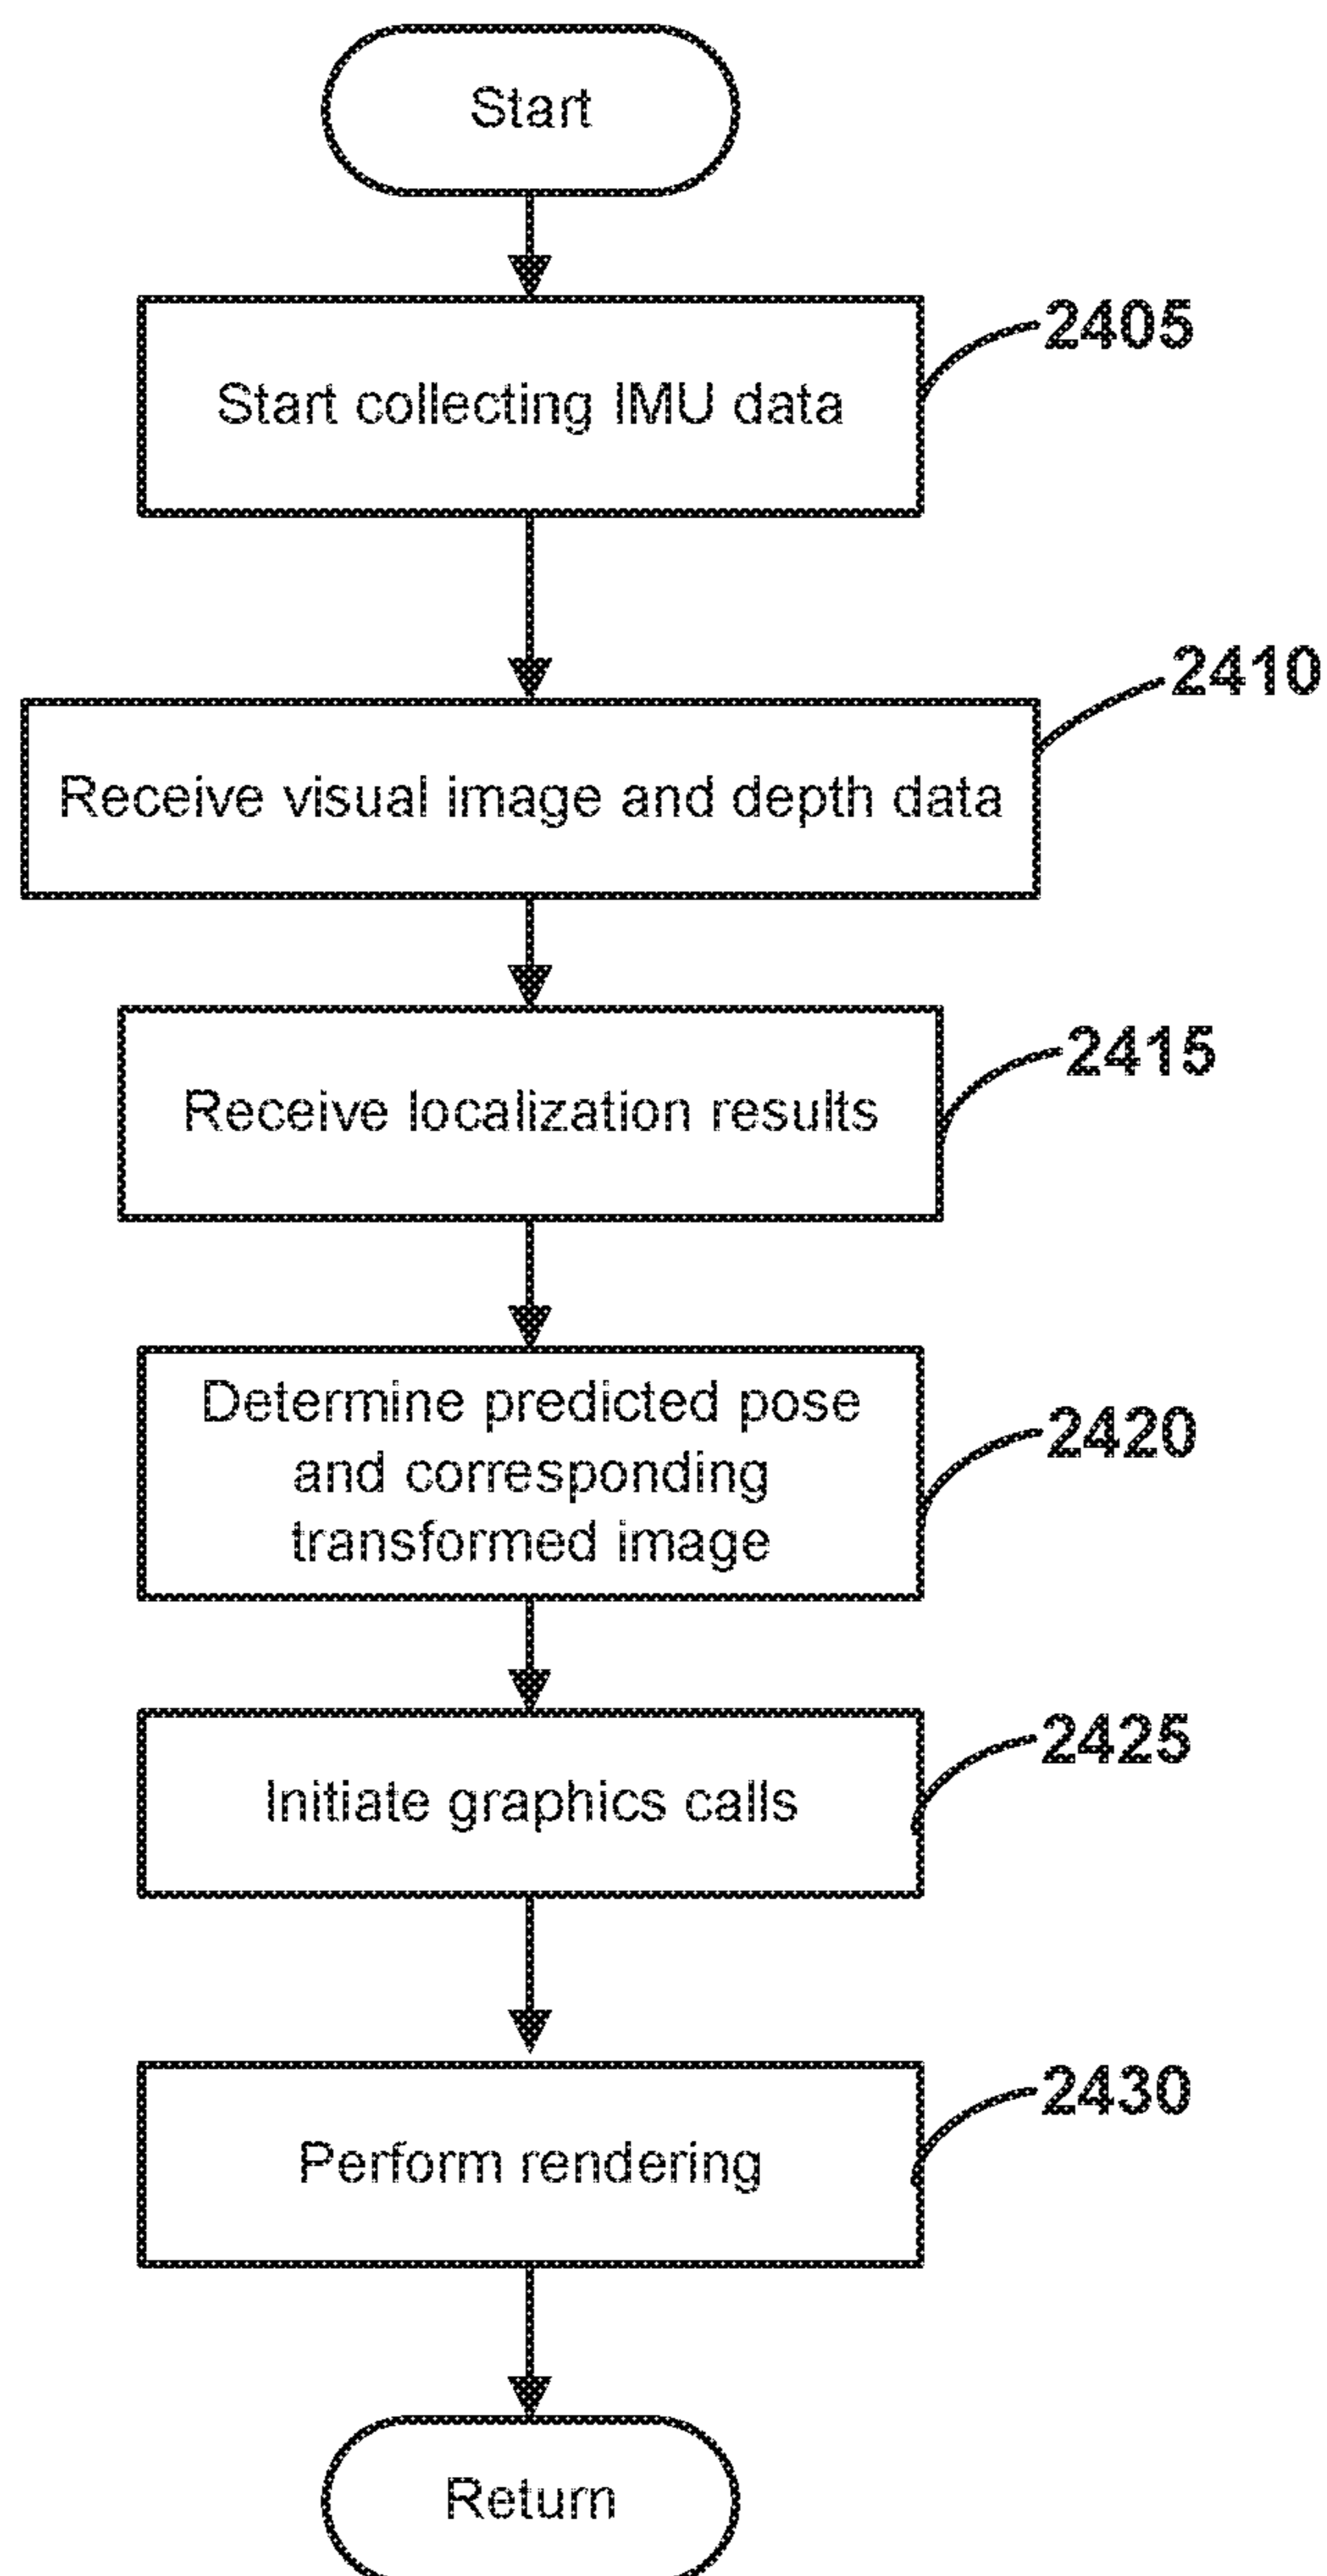 Start
Start collecting IMU data
2405
Receive visual image and depth data
2410
Receive localization results
2415
Determine predicted pose
and corresponding
transformed image
2420
Initiate graphics calls
2425
Perform rendering
2430
Return